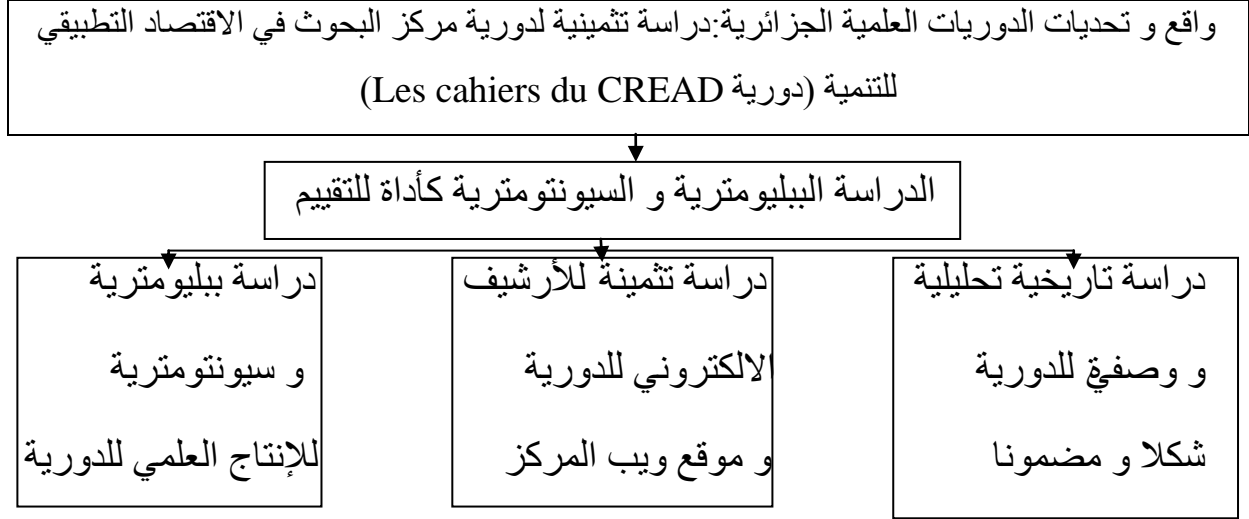 واقع و تحديات الدوريات العلمية الجزائرية:دراسة تثمينية لدورية مركز البحوث في الاقتصاد التطبيقي
للتنمية (دورية Les cahiers du CREAD)
الدراسة الببليومترية و السيونتومترية كأداة للتقييم
دراسة تاريخية تحليلية
و وصفية للدورية
شكلا و مضمونا
دراسة تثمينة للأرشيف
الالكتروني للدورية
و موقع ويب المركز
دراسة ببليومترية
و سيونتومترية
للإنتاج العلمي للدورية